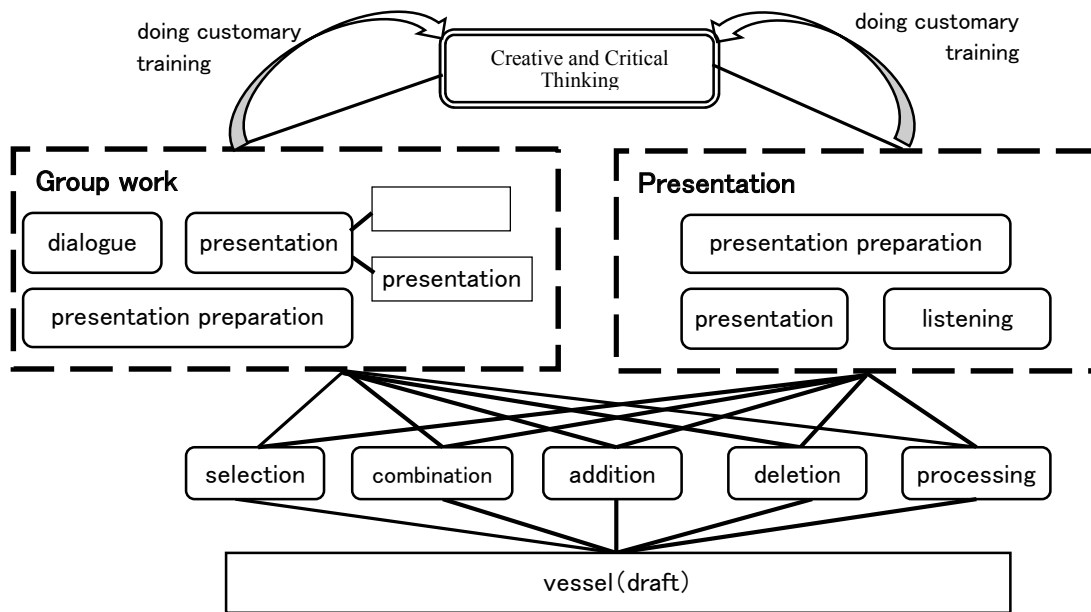 doing customary
training
Creative and Critical
Thinking
doing customary
training
Group work
dialogue
presentation
presentation
presentation preparation
Presentation
presentation preparation
presentation
listening
selection
combination
addition
deletion
processing
vessel(draft)